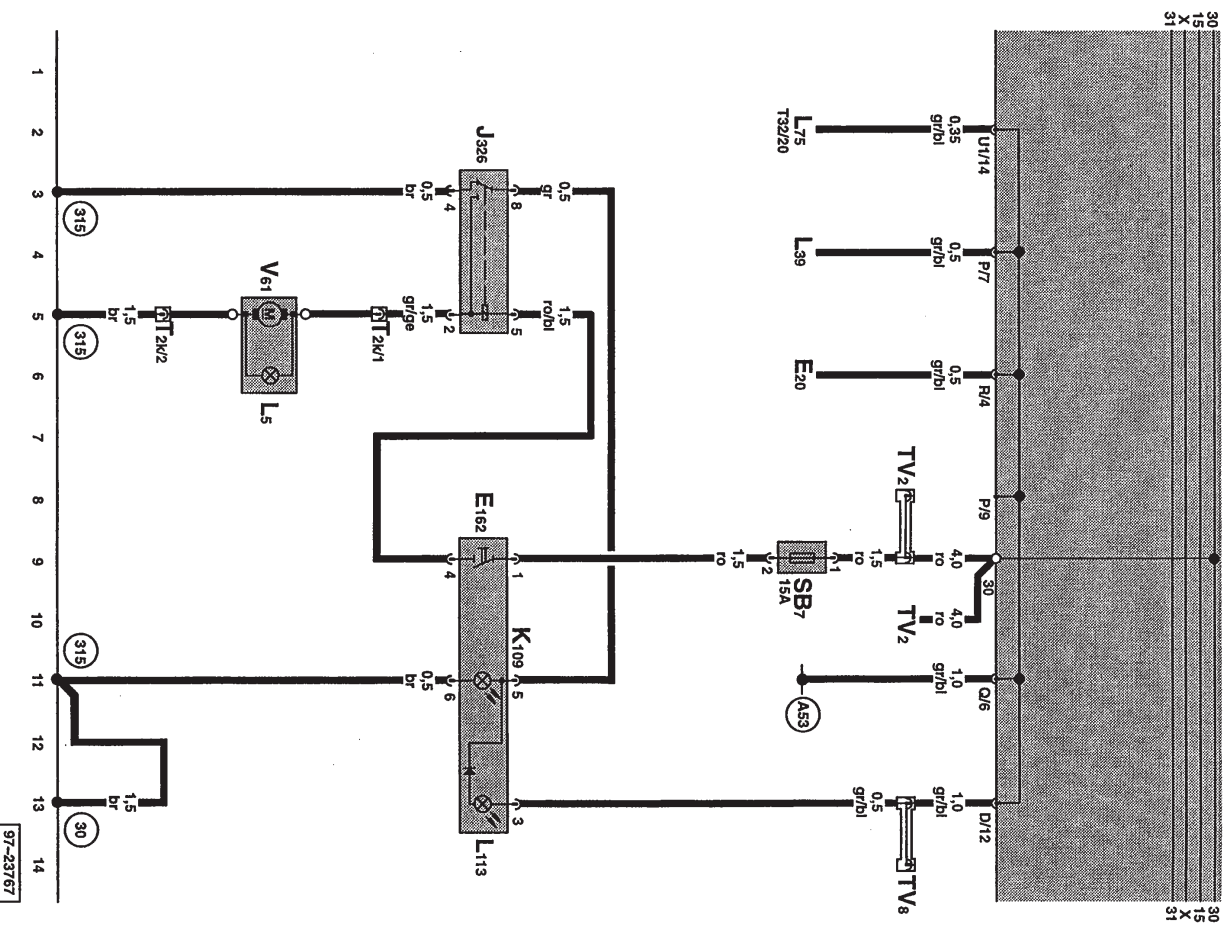 30 30
15 15
X X
31 31
U1/14 P/7 R/4 P/9 30 Q/6 D/12
0,35 0,5 0,5 4,0 4,0 1,0 1,0
gr/bl gr/bl gr/bl ro ro gr/bl gr/bl
TV2 TV2 TV8
1,5 0,5
ro gr/bl
1
L75 L39 E20 SB7 A53
T32/20 15A
2
1,5
ro
0,5 1,5
gr ro/bl
K109
8 5 1 5 3
J326 E162 L113
4 2 4 6
0,5 1,5 0,5
br gr/ge br
T2k/1
V61 M L5
T2k/2
1,5 1,5
br br
315 315 315 30
1 2 3 4 5 6 7 8 9 10 11 12 13 14
97–23767